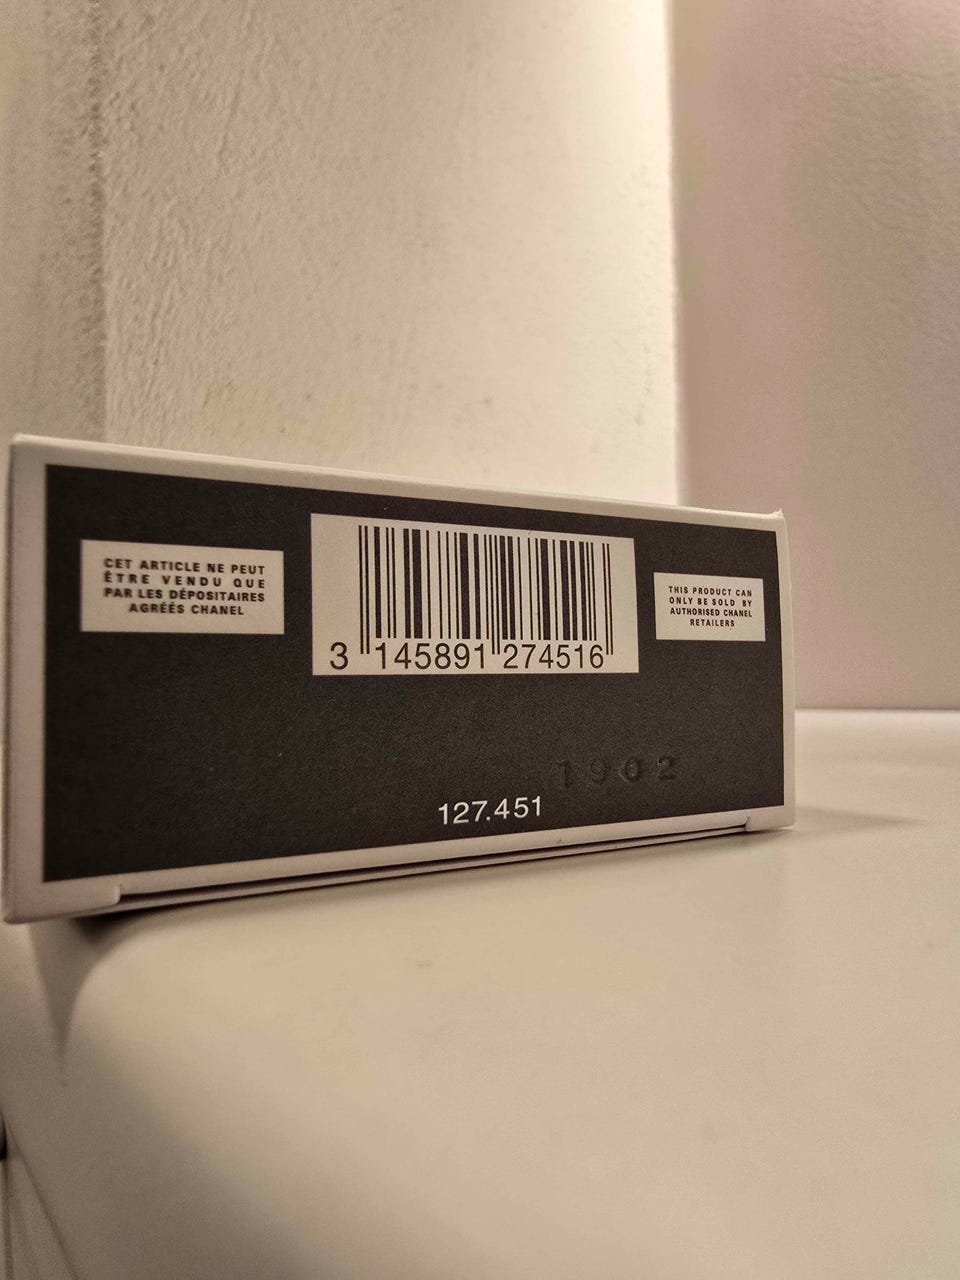 CET ARTICLE NE PEUT
ÊTRE VENDU QUE
PAR LES DÉPOSITAIRES
AGRÉÉS CHANEL
3 145891 274516
THIS PRODUCT CAN
ONLY BE SOLD BY
AUTHORISED CHANEL
RETAILERS
1902
127.451